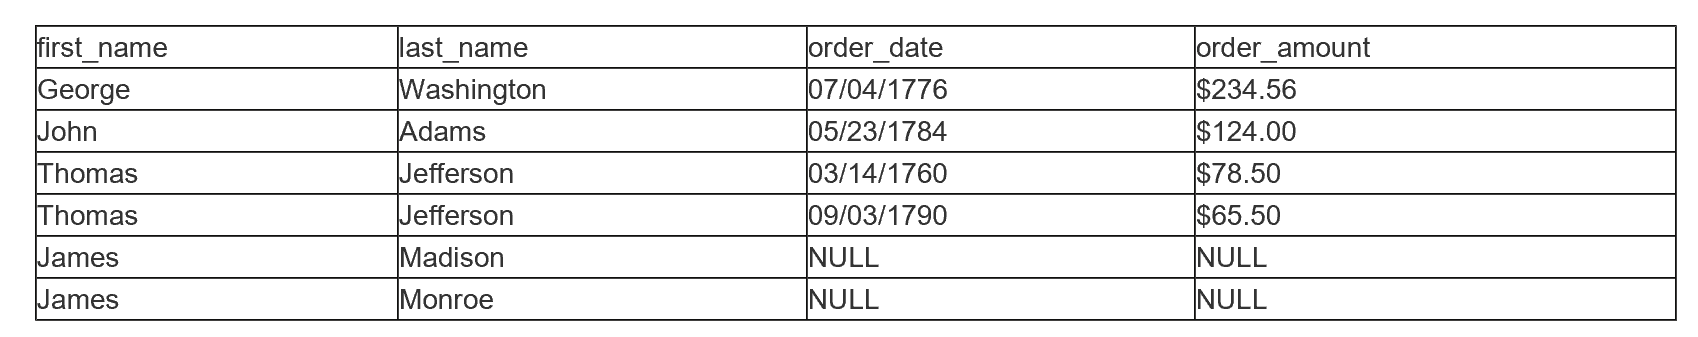 first_name last_name order_date order_amount
George Washington 07/04/1776 $234.56
John Adams 05/23/1784 $124.00
Thomas Jefferson 03/14/1760 $78.50
Thomas Jefferson 09/03/1790 $65.50
James Madison NULL NULL
James Monroe NULL NULL